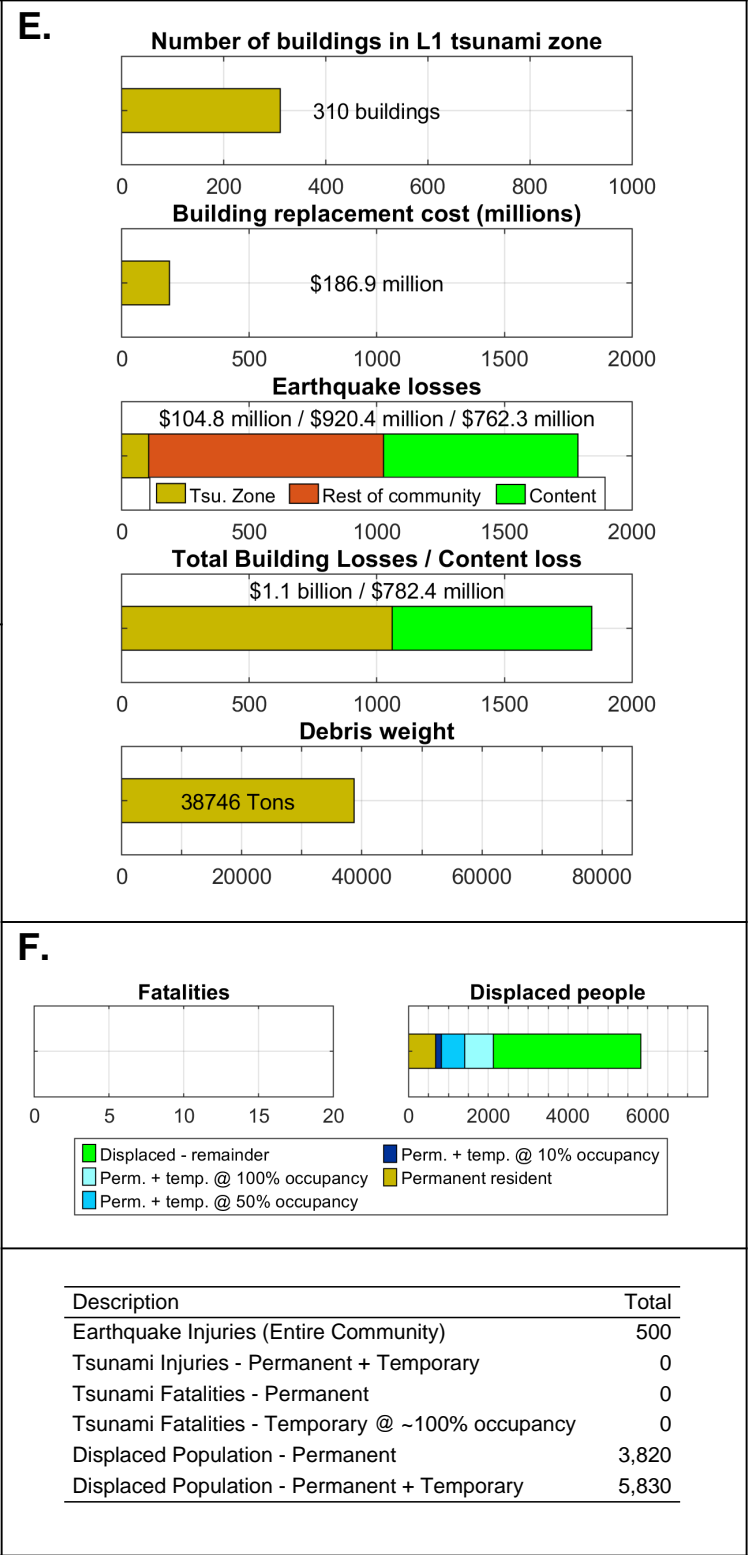 E.
Number of buildings in L1 tsunami zone
310 buildings
0 200 400 600 800 1000
Building replacement cost (millions)
$186.9 million
0 500 1000 1500 2000
Earthquake losses
$104.8 million / $920.4 million / $762.3 million
Tsu. Zone Rest of community Content
0 500 1000 1500 2000
Total Building Losses / Content loss
$1.1 billion / $782.4 million
0 500 1000 1500 2000
Debris weight
38746 Tons
0 20000 40000 60000 80000
F.
Fatalities Displaced people
0 5 10 15 20 0 2000 4000 6000
Displaced - remainder Perm. + temp. @ 10% occupancy
Perm. + temp. @ 100% occupancy Permanent resident
Perm. + temp. @ 50% occupancy
Description Total
Earthquake Injuries (Entire Community) 500
Tsunami Injuries - Permanent + Temporary 0
Tsunami Fatalities - Permanent 0
Tsunami Fatalities - Temporary @ ~100% occupancy 0
Displaced Population - Permanent 3,820
Displaced Population - Permanent + Temporary 5,830